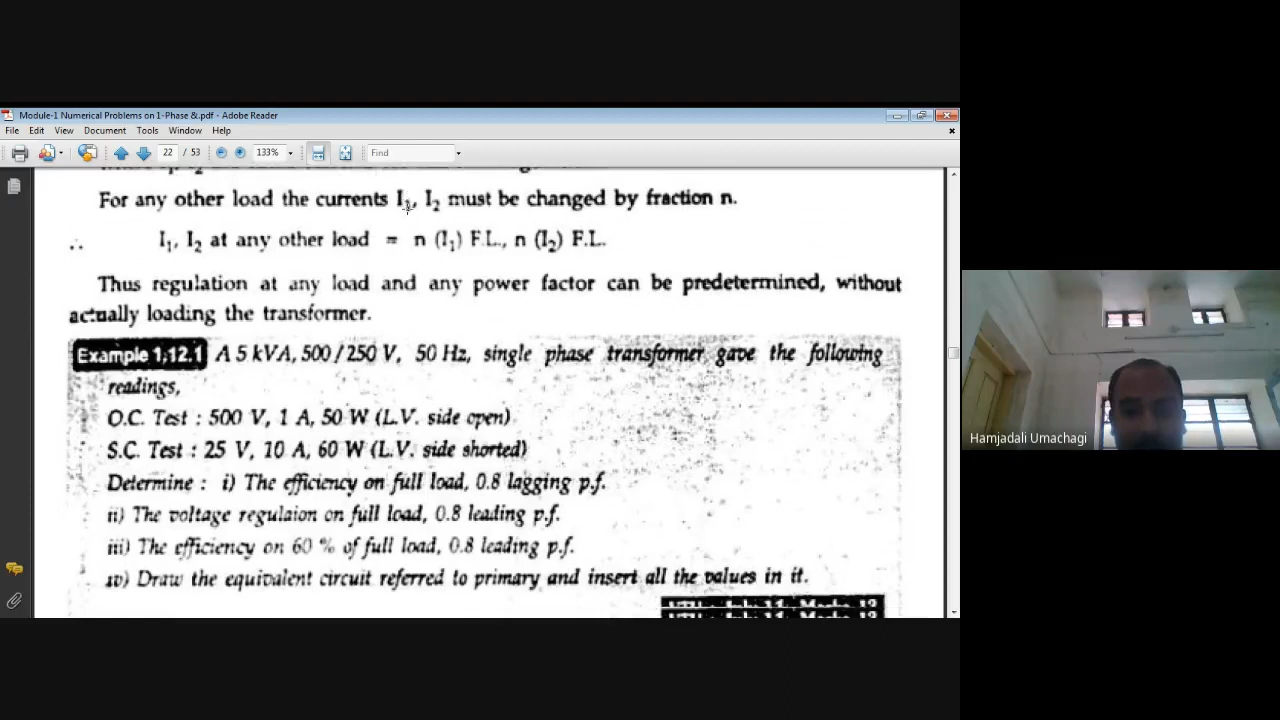 Module-1 Numerical Problems on 1-Phase &.pdf - Adobe Reader
File Edit View Document Tools Window Help
22 / 53 133% Find
For any other load the currents I₁, I₂ must be changed by fraction n.
∴ I₁, I₂ at any other load = n (I₁) F.L., n (I₂) F.L.
Thus regulation at any load and any power factor can be predetermined, without
actually loading the transformer.
Example 1.12.1 A 5 kVA, 500/250 V, 50 Hz, single phase transformer gave the following
readings,
O.C. Test : 500 V, 1 A, 50 W (L.V. side open)
S.C. Test : 25 V, 10 A, 60 W (L.V. side shorted)
Determine : i) The efficiency on full load, 0.8 lagging p.f.
ii) The voltage regulaion on full load, 0.8 leading p.f.
iii) The efficiency on 60 % of full load, 0.8 leading p.f.
iv) Draw the equivalent circuit referred to primary and insert all the values in it.
Hamjadali Umachagi